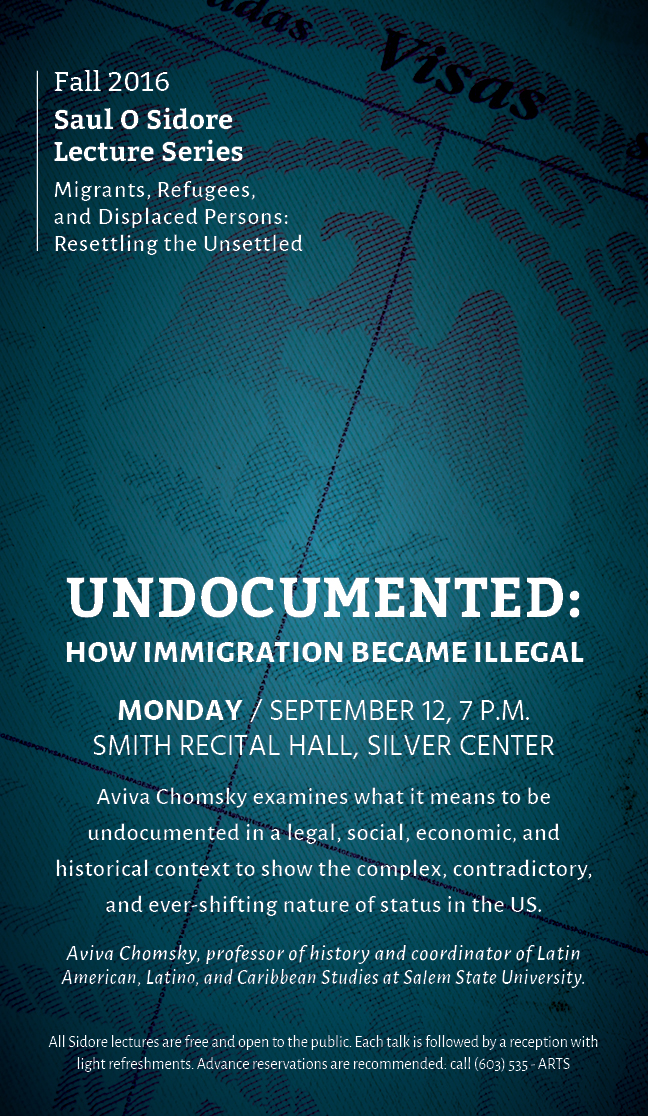 adas
Visas
Fall 2016
Saul O Sidore
Lecture Series
Migrants, Refugees,
and Displaced Persons:
Resettling the Unsettled
UNDOCUMENTED:
HOW IMMIGRATION BECAME ILLEGAL
MONDAY / SEPTEMBER 12, 7 P.M.
SMITH RECITAL HALL, SILVER CENTER
Aviva Chomsky examines what it means to be
undocumented in a legal, social, economic, and
historical context to show the complex, contradictory,
and ever-shifting nature of status in the US.
Aviva Chomsky, professor of history and coordinator of Latin
American, Latino, and Caribbean Studies at Salem State University.
All Sidore lectures are free and open to the public. Each talk is followed by a reception with
light refreshments. Advance reservations are recommended: call (603) 535 - ARTS